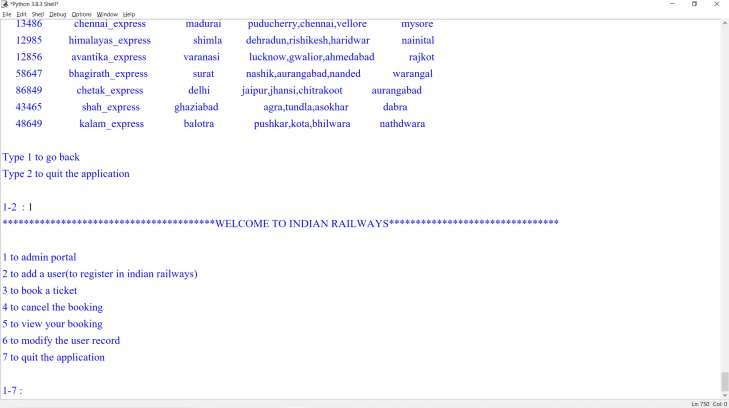 *Python 3.8.3 Shell*
File Edit Shell Debug Options Window Help
13486 chennai_express madurai puducherry,chennai,vellore mysore
12985 himalayas_express shimla dehradun,rishikesh,haridwar nainital
12856 avantika_express varanasi lucknow,gwalior,ahmedabad rajkot
58647 bhagirath_express surat nashik,aurangabad,nanded warangal
86849 chetak_express delhi jaipur,jhansi,chitrakoot aurangabad
43465 shah_express ghaziabad agra,tundla,asokhar dabra
48649 kalam_express balotra pushkar,kota,bhilwara nathdwara
Type 1 to go back
Type 2 to quit the application
1-2 : 1
****************************************WELCOME TO INDIAN RAILWAYS********************************
1 to admin portal
2 to add a user(to register in indian railways)
3 to book a ticket
4 to cancel the booking
5 to view your booking
6 to modify the user record
7 to quit the application
1-7 :
Ln: 750 Col: 0